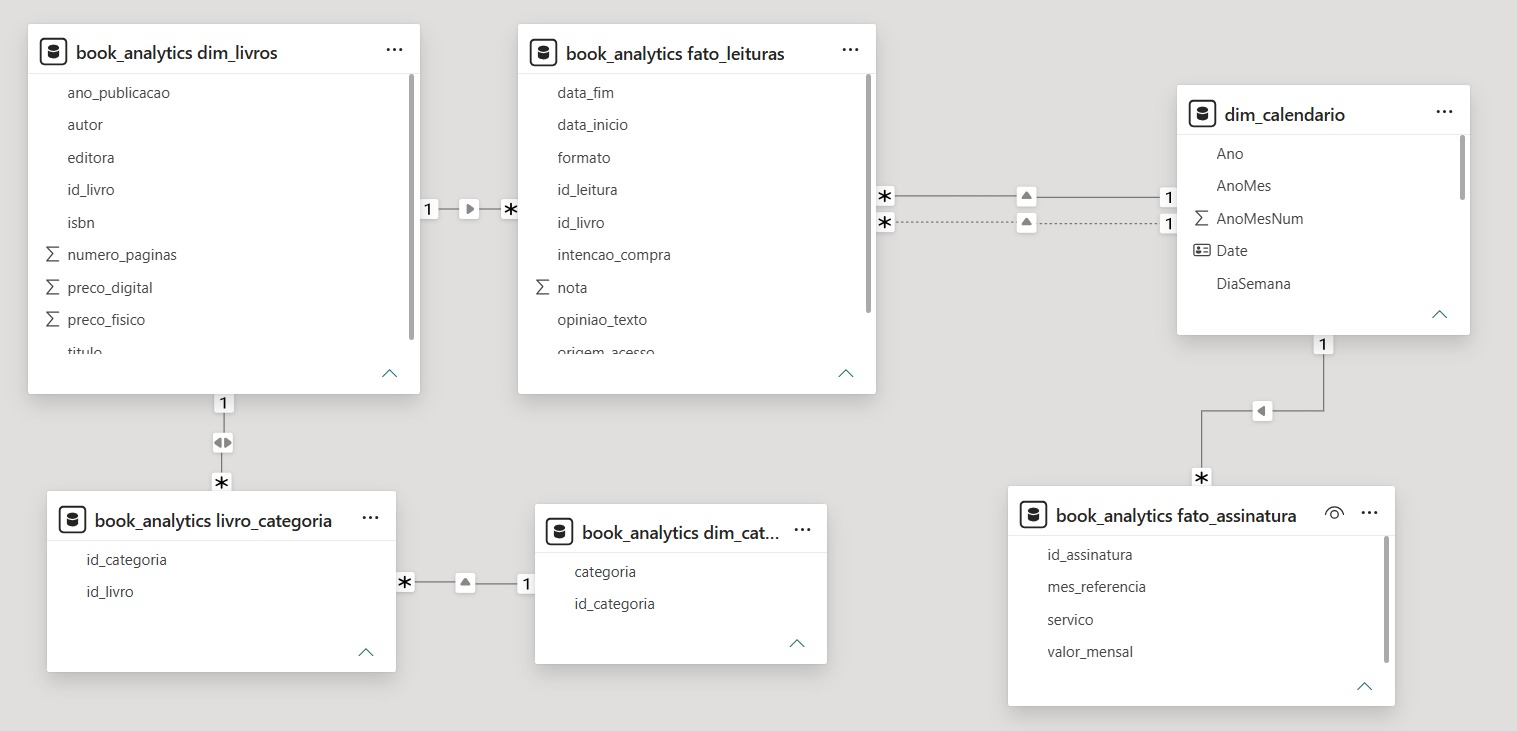 book_analytics dim_livros
ano_publicacao
autor
editora
id_livro
isbn
numero_paginas
preco_digital
preco_fisico
titulo
book_analytics fato_leituras
data_fim
data_inicio
formato
id_leitura
id_livro
intencao_compra
nota
opiniao_texto
origem_acesso
dim_calendario
Ano
AnoMes
AnoMesNum
Date
DiaSemana
1
*
*
1
*
1
1
*
1
*
book_analytics livro_categoria
id_categoria
id_livro
*
1
book_analytics dim_cat...
categoria
id_categoria
book_analytics fato_assinatura
id_assinatura
mes_referencia
servico
valor_mensal